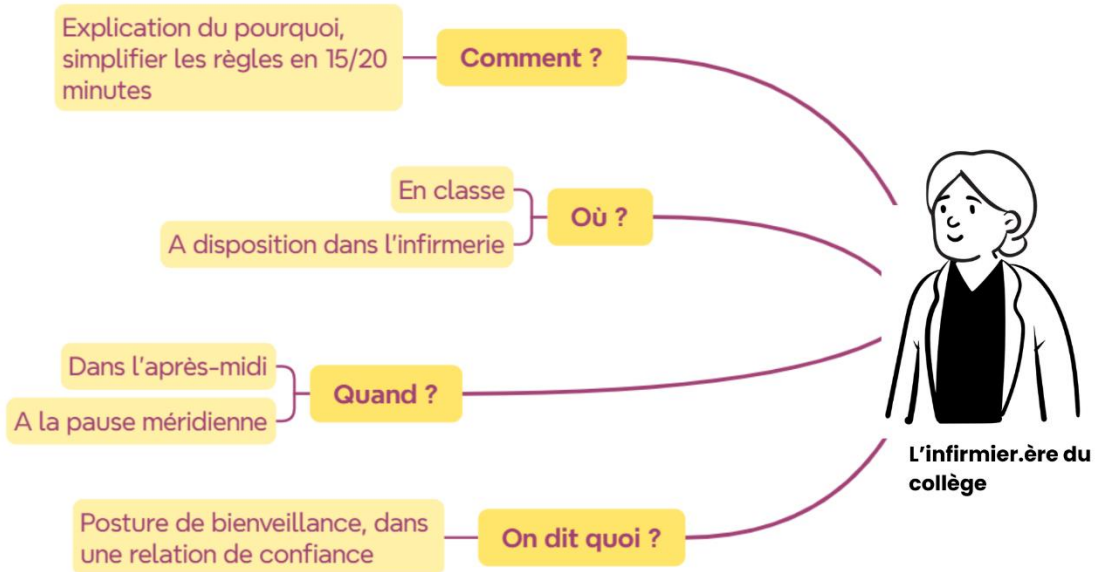 Explication du pourquoi,
simplifier les règles en 15/20
minutes
Comment ?
En classe
A disposition dans l'infirmerie
Où ?
Dans l'après-midi
A la pause méridienne
Quand ?
L'infirmier.ère du
collège
Posture de bienveillance, dans
une relation de confiance
On dit quoi ?